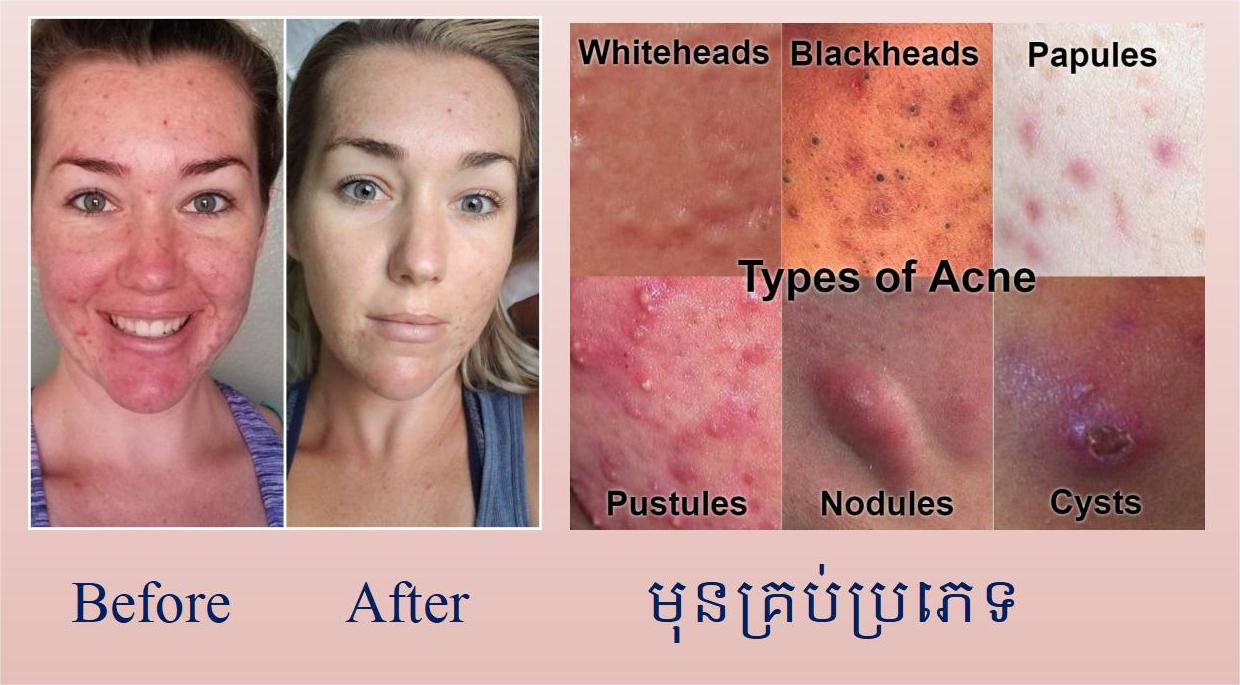 Whiteheads Blackheads Papules
Types of Acne
Pustules Nodules Cysts
Before After មុនគ្រប់ប្រភេទ